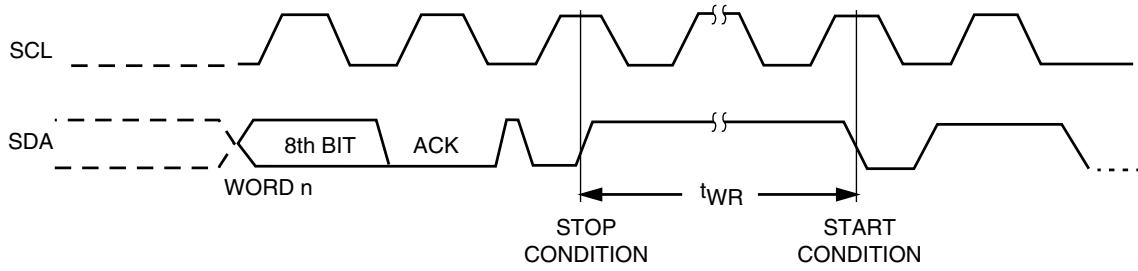 SCL
SDA
8th BIT
ACK
WORD n
tWR
STOP
CONDITION
START
CONDITION